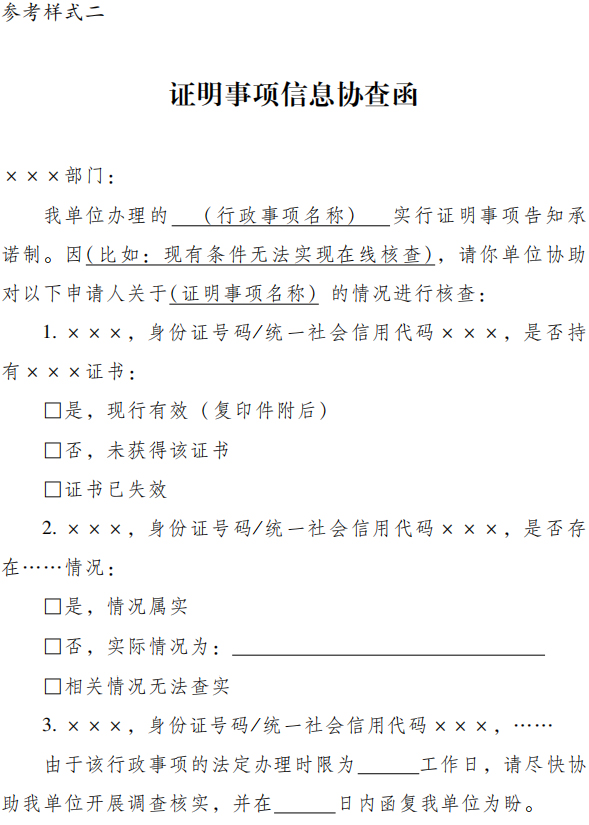 参考样式二
证明事项信息协查函
×××部门：
我单位办理的 （行政事项名称） 实行证明事项告知承
诺制。因(比如：现有条件无法实现在线核查)，请你单位协助
对以下申请人关于(证明事项名称) 的情况进行核查：
1. ×××，身份证号码/统一社会信用代码×××，是否持
有×××证书：
□是，现行有效（复印件附后）
□否，未获得该证书
□证书已失效
2. ×××，身份证号码/统一社会信用代码×××，是否存
在……情况：
□是，情况属实
□否，实际情况为：______
□相关情况无法查实
3. ×××，身份证号码/统一社会信用代码×××，……
由于该行政事项的法定办理时限为______工作日，请尽快协
助我单位开展调查核实，并在______日内函复我单位为盼。